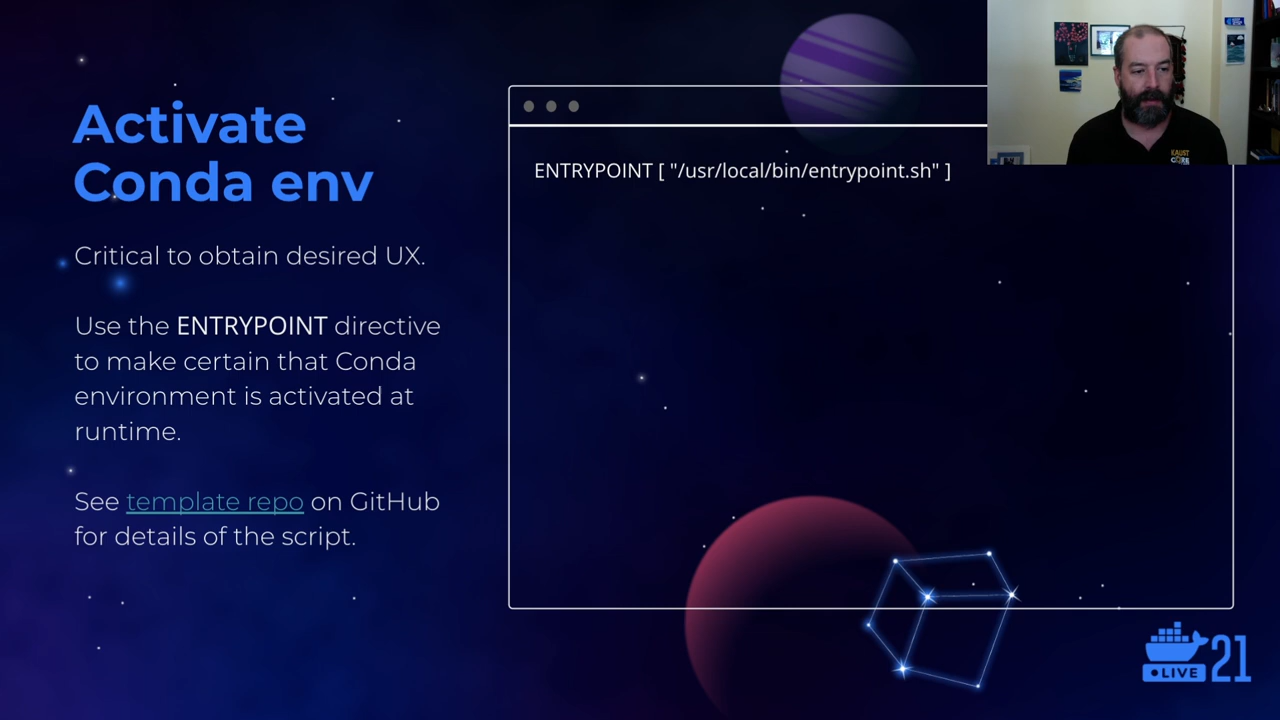 Activate
Conda env
Critical to obtain desired UX.
Use the ENTRYPOINT directive
to make certain that Conda
environment is activated at
runtime.
See template repo on GitHub
for details of the script.
ENTRYPOINT [ "/usr/local/bin/entrypoint.sh" ]
KAUST
CORE
LIVE 21